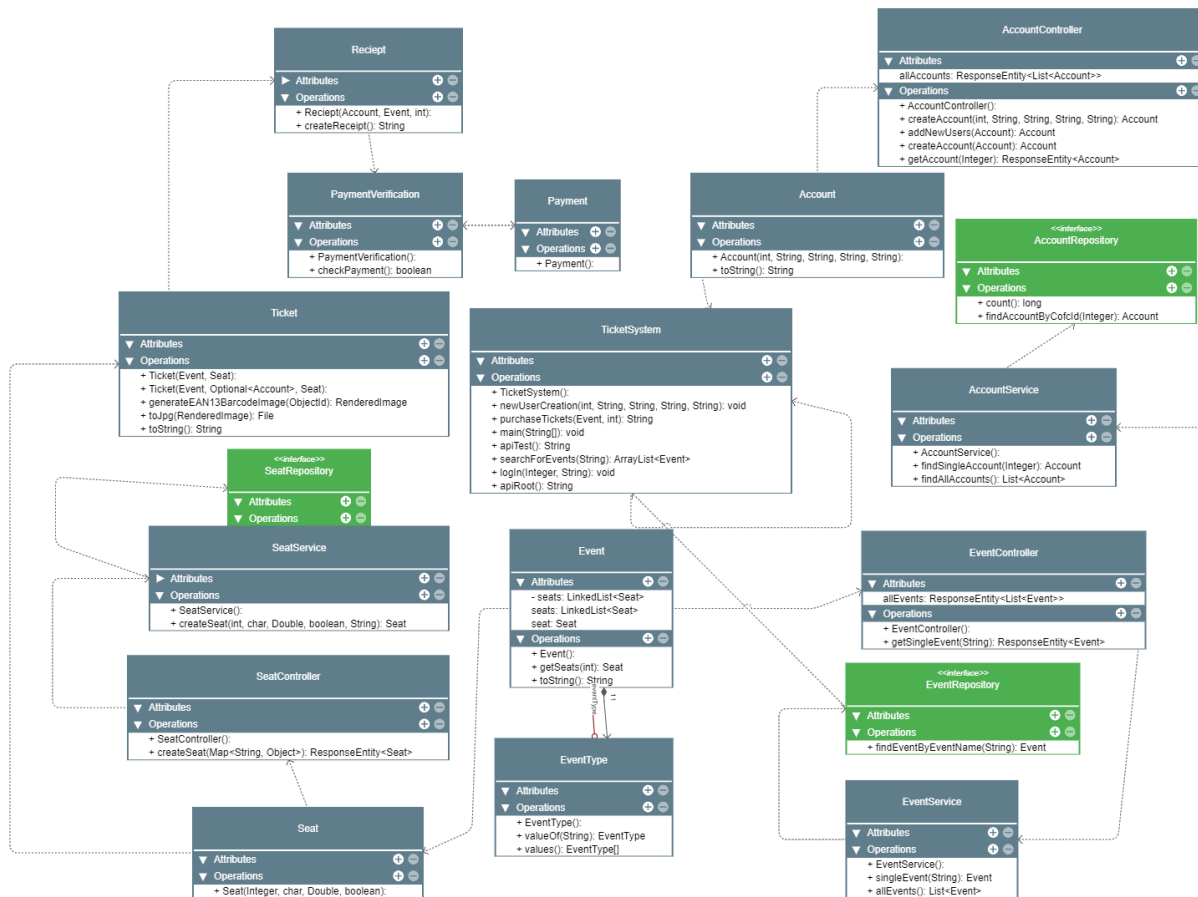 Reciept
Attributes
Operations
+ Reciept(Account, Event, int):
+ createReceipt(): String
AccountController
Attributes
allAccounts: ResponseEntity<List<Account>>
Operations
+ AccountController():
+ createAccount(int, String, String, String, String): Account
+ addNewUsers(Account): Account
+ createAccount(Account): Account
+ getAccount(Integer): ResponseEntity<Account>
PaymentVerification
Attributes
Operations
+ PaymentVerification():
+ checkPayment(): boolean
Payment
Attributes
Operations
+ Payment():
Account
Attributes
Operations
+ Account(int, String, String, String, String):
+ toString(): String
<<interface>>
AccountRepository
Attributes
Operations
+ count(): long
+ findAccountByCofcId(Integer): Account
Ticket
Attributes
Operations
+ Ticket(Event, Seat):
+ Ticket(Event, Optional<Account>, Seat):
+ generateEAN13BarcodeImage(ObjectId): RenderedImage
+ toJpg(RenderedImage): File
+ toString(): String
TicketSystem
Attributes
Operations
+ TicketSystem():
+ newUserCreation(int, String, String, String, String): void
+ purchaseTickets(Event, int): String
+ main(String[]): void
+ apiTest(): String
+ searchForEvents(String): ArrayList<Event>
+ logIn(Integer, String): void
+ apiRoot(): String
AccountService
Attributes
Operations
+ AccountService():
+ findSingleAccount(Integer): Account
+ findAllAccounts(): List<Account>
<<interface>>
SeatRepository
Attributes
Operations
SeatService
Attributes
Operations
+ SeatService():
+ createSeat(int, char, Double, boolean, String): Seat
Event
Attributes
- seats: LinkedList<Seat>
seats: LinkedList<Seat>
seat: Seat
Operations
+ Event():
+ getSeats(int): Seat
+ toString(): String
eventType
1:1
EventController
Attributes
allEvents: ResponseEntity<List<Event>>
Operations
+ EventController():
+ getSingleEvent(String): ResponseEntity<Event>
SeatController
Attributes
Operations
+ SeatController():
+ createSeat(Map<String, Object>): ResponseEntity<Seat>
<<interface>>
EventRepository
Attributes
Operations
+ findEventByEventName(String): Event
EventType
Attributes
Operations
+ EventType():
+ valueOf(String): EventType
+ values(): EventType[]
EventService
Attributes
Operations
+ EventService():
+ singleEvent(String): Event
+ allEvents(): List<Event>
Seat
Attributes
Operations
+ Seat(Integer, char, Double, boolean):